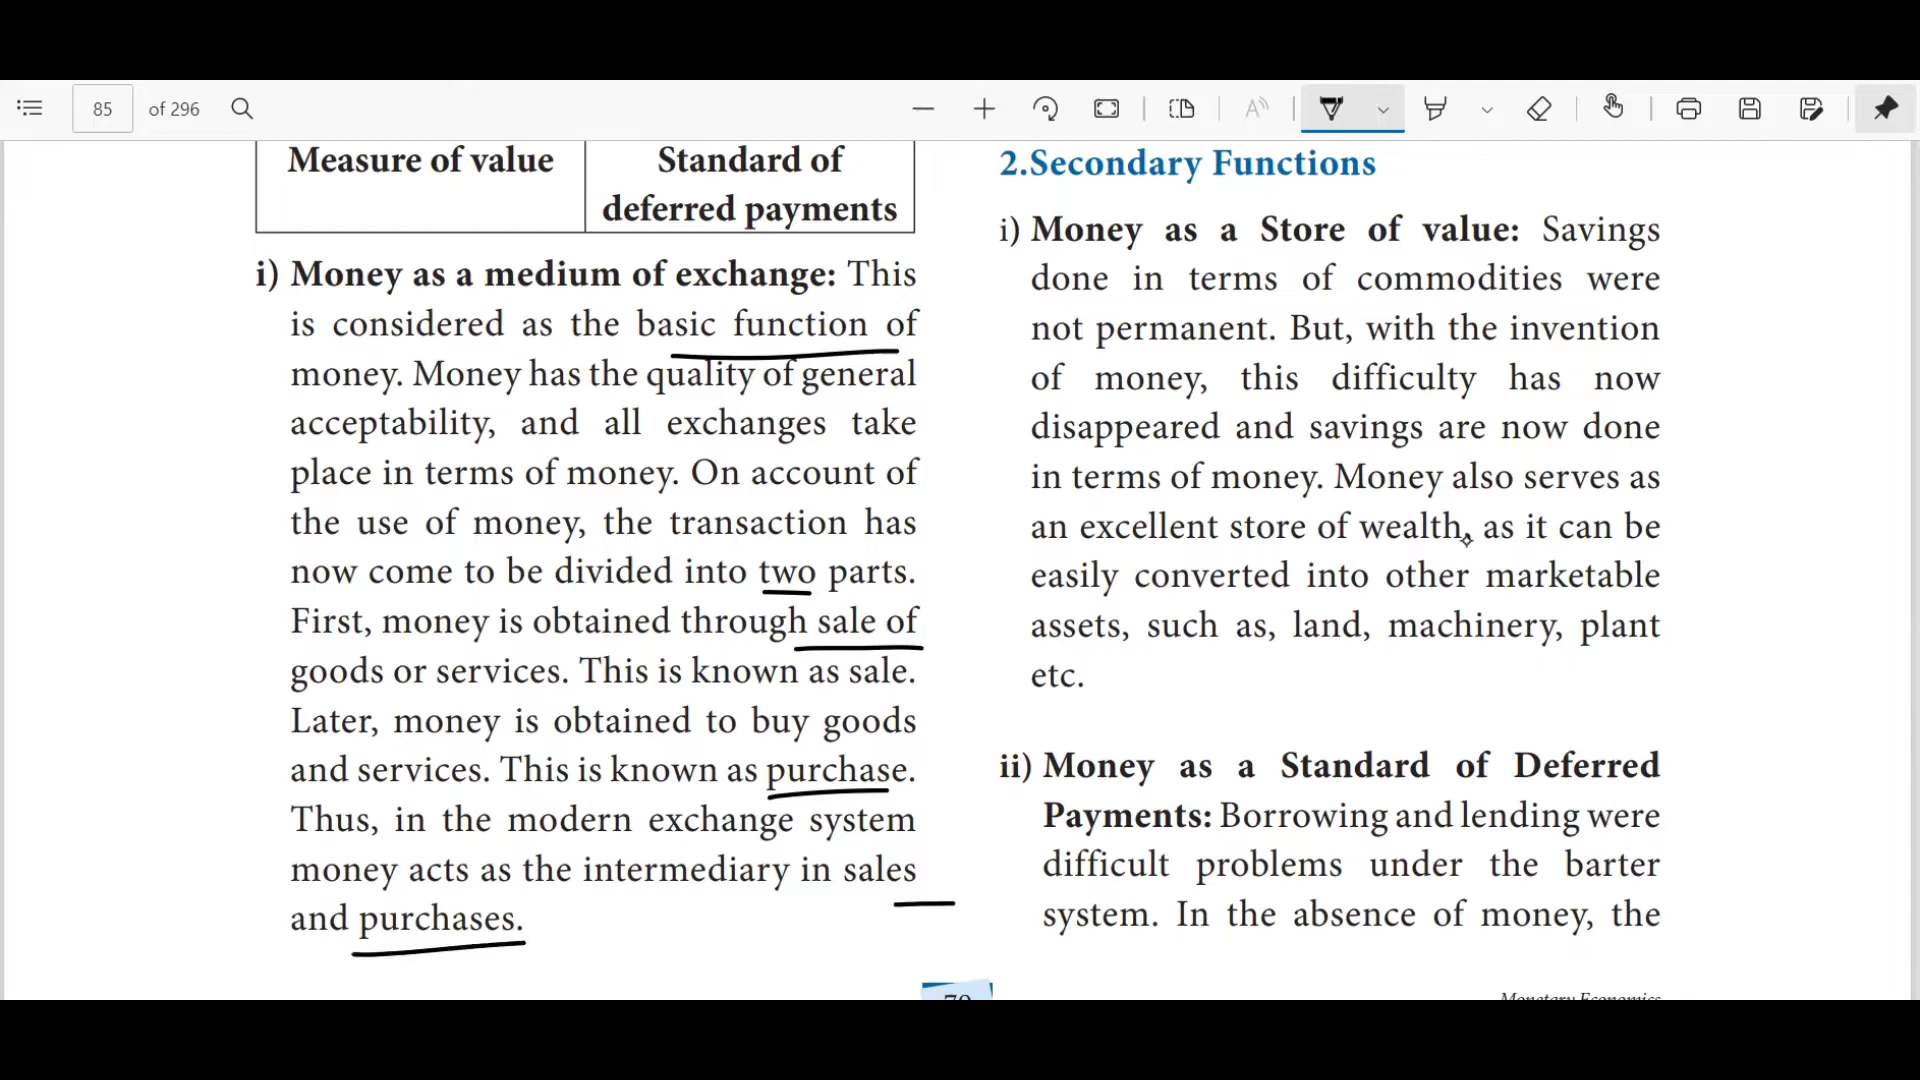 85 of 296
Measure of value
Standard of
deferred payments
i) Money as a medium of exchange: This
is considered as the basic function of
money. Money has the quality of general
acceptability, and all exchanges take
place in terms of money. On account of
the use of money, the transaction has
now come to be divided into two parts.
First, money is obtained through sale of
goods or services. This is known as sale.
Later, money is obtained to buy goods
and services. This is known as purchase.
Thus, in the modern exchange system
money acts as the intermediary in sales
and purchases.
2.Secondary Functions
i) Money as a Store of value: Savings
done in terms of commodities were
not permanent. But, with the invention
of money, this difficulty has now
disappeared and savings are now done
in terms of money. Money also serves as
an excellent store of wealth, as it can be
easily converted into other marketable
assets, such as, land, machinery, plant
etc.
ii) Money as a Standard of Deferred
Payments: Borrowing and lending were
difficult problems under the barter
system. In the absence of money, the
Monetary Economics